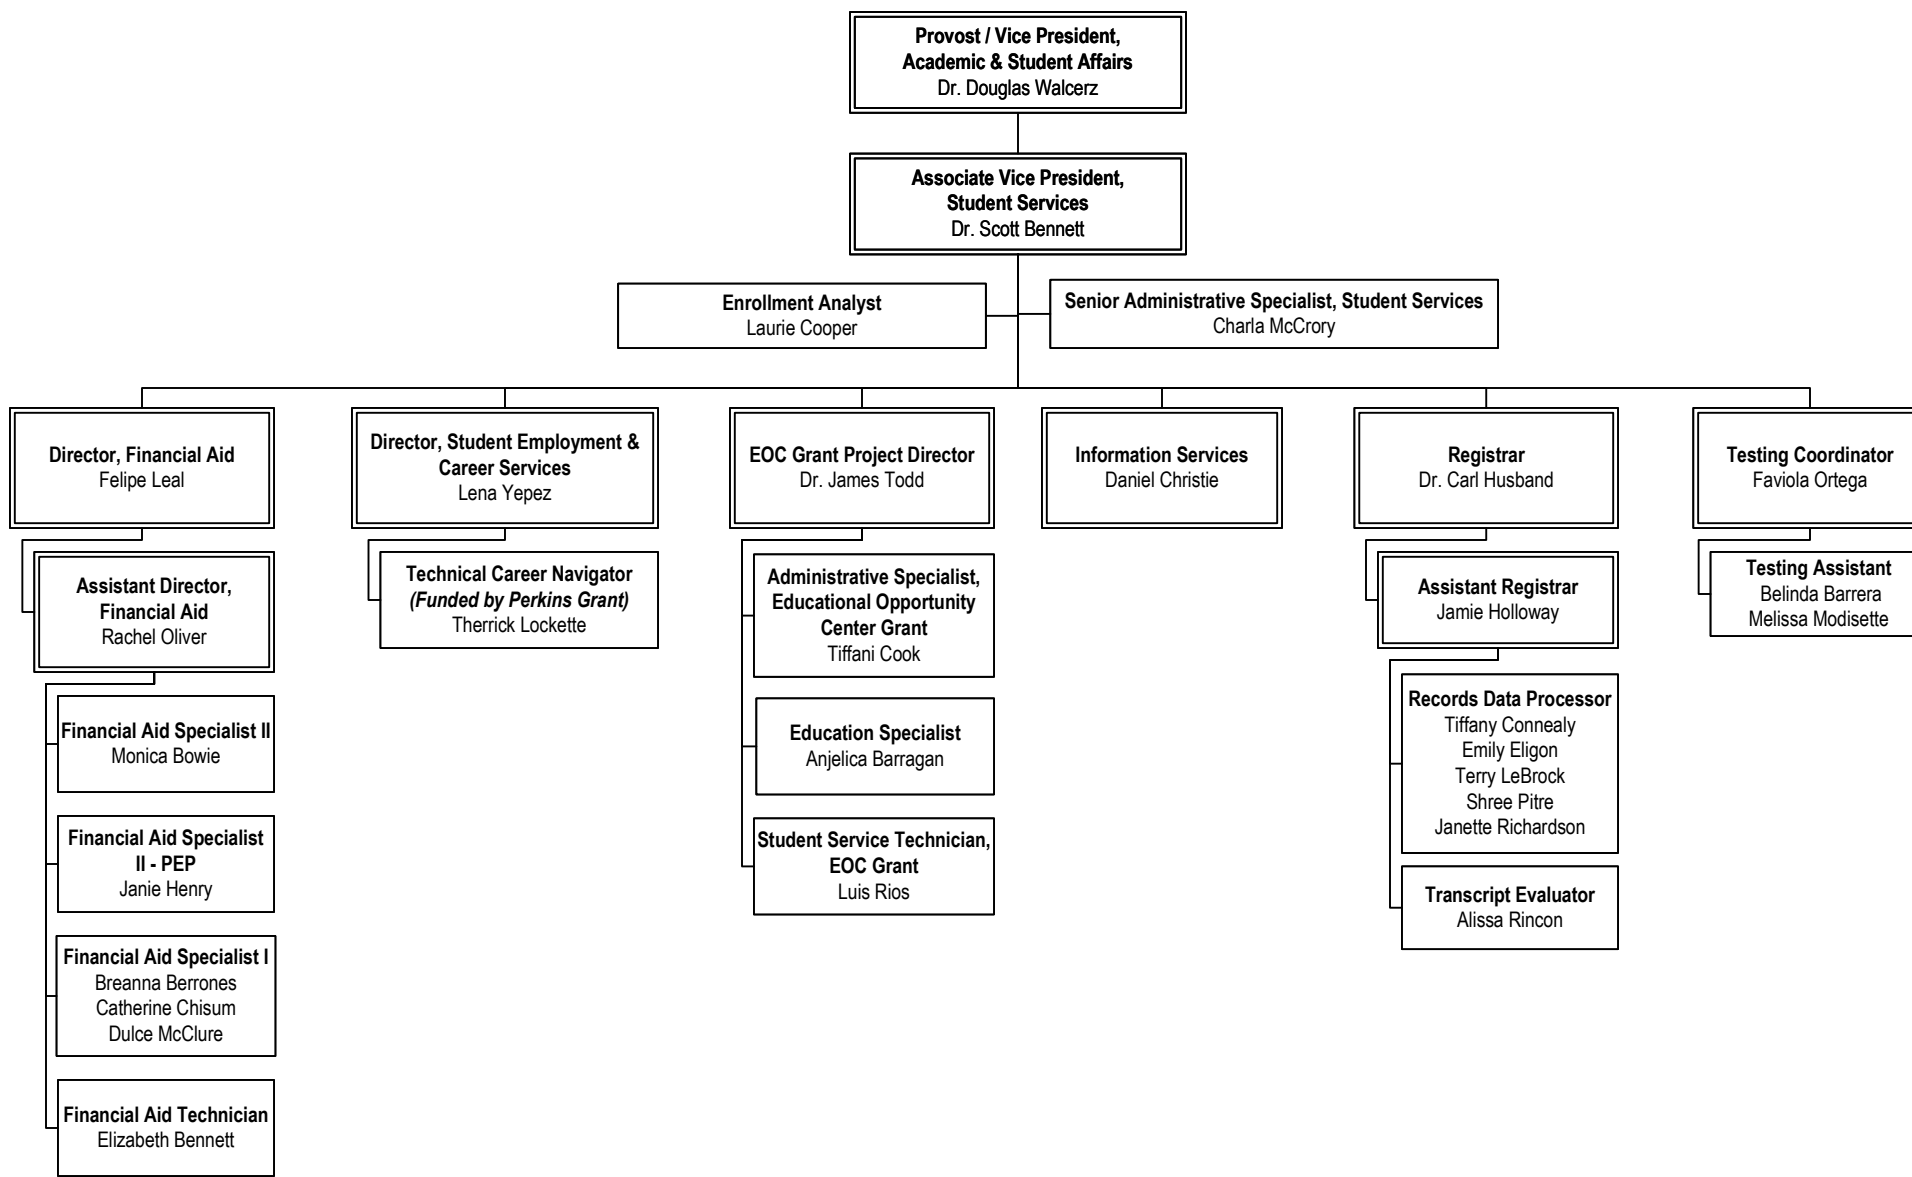 Provost / Vice President,
Academic & Student Affairs
Dr. Douglas Walcerz
Associate Vice President,
Student Services
Dr. Scott Bennett
Enrollment Analyst
Laurie Cooper
Senior Administrative Specialist, Student Services
Charla McCrory
Director, Financial Aid
Felipe Leal
Director, Student Employment &
Career Services
Lena Yepez
EOC Grant Project Director
Dr. James Todd
Information Services
Daniel Christie
Registrar
Dr. Carl Husband
Testing Coordinator
Faviola Ortega
Assistant Director,
Financial Aid
Rachel Oliver
Financial Aid Specialist II
Monica Bowie
Financial Aid Specialist
II - PEP
Janie Henry
Financial Aid Specialist I
Breanna Berrones
Catherine Chisum
Dulce McClure
Financial Aid Technician
Elizabeth Bennett
Technical Career Navigator
(Funded by Perkins Grant)
Therrick Lockette
Administrative Specialist,
Educational Opportunity
Center Grant
Tiffani Cook
Education Specialist
Anjelica Barragan
Student Service Technician,
EOC Grant
Luis Rios
Assistant Registrar
Jamie Holloway
Records Data Processor
Tiffany Connealy
Emily Eligon
Terry LeBrock
Shree Pitre
Janette Richardson
Transcript Evaluator
Alissa Rincon
Testing Assistant
Belinda Barrera
Melissa Modisette